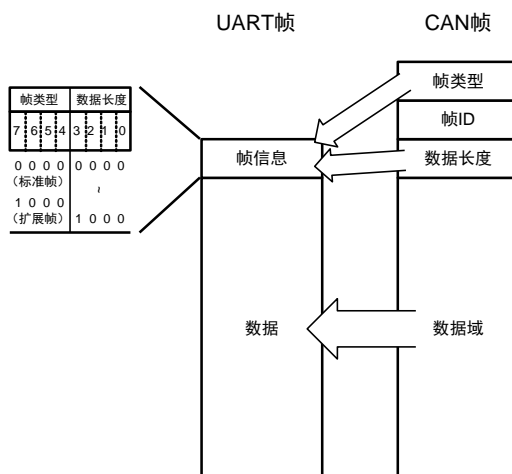 UART帧 CAN帧
帧类型
帧类型 数据长度
帧ID
7 6 5 4 3 2 1 0
帧信息 数据长度
0 0 0 0 0 0 0 0
(标准帧) ~
1 0 0 0
(扩展帧) 1 0 0 0
数据 数据域